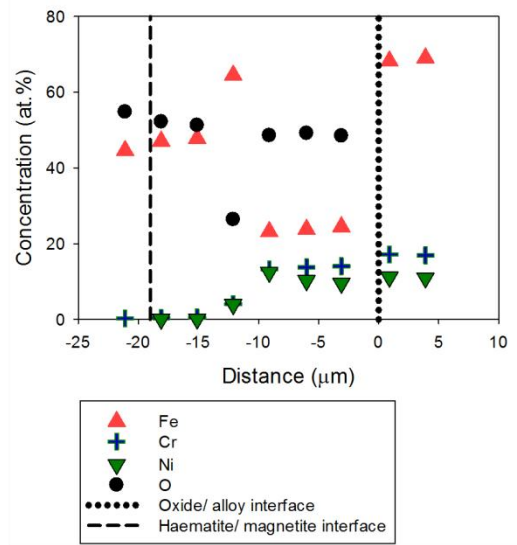 80
60
40
20
0
Concentration (at.%)
-25 -20 -15 -10 -5 0 5 10
Distance (μm)
Fe
Cr
Ni
O
Oxide/ alloy interface
Haematite/ magnetite interface